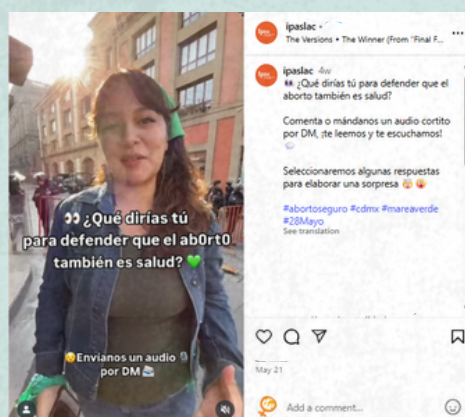 👀 ¿Qué dirías tú
para defender que el ab0rt0
también es salud? 💚
Envíanos un audio
por DM
ipaslac
The Versions • The Winner (From "Final F...
ipaslac 4w
👀 ¿Qué dirías tú para defender que el
aborto también es salud?
Comenta o mándanos un audio cortito
por DM, ¡te leemos y te escuchamos!
Seleccionaremos algunas respuestas
para elaborar una sorpresa
#abortoseguro #cdmx #mareaverde
#28Mayo
See translation
May 21
Add a comment...